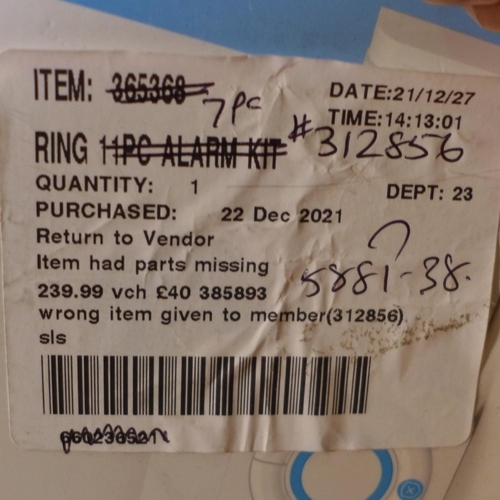 ITEM: 365368 DATE:21/12/27
7pc TIME:14:13:01
RING 11PC ALARM KIT #312856
QUANTITY: 1 DEPT: 23
PURCHASED: 22 Dec 2021
Return to Vendor
Item had parts missing 5881-38.
239.99 vch £40 385893
wrong item given to member(312856)
sls